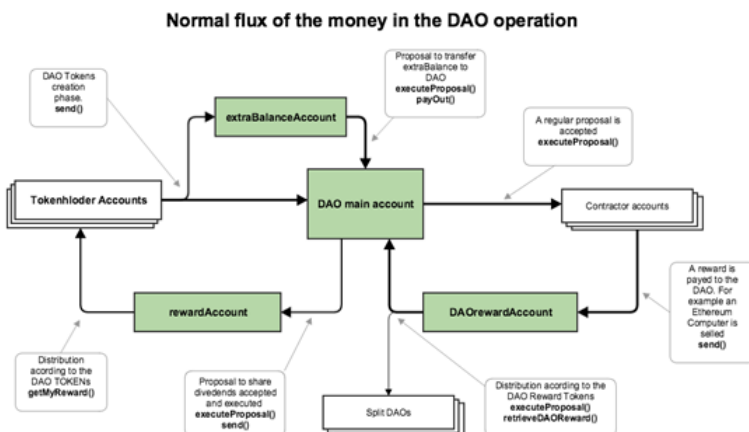 Normal flux of the money in the DAO operation
DAO Tokens
creation
phase.
send()
Proposal to transfer
extraBalance to
DAO
executeProposal()
payOut()
extraBalanceAccount
A regular proposal is
accepted
executeProposal()
Tokenhloder Accounts
DAO main account
Contractor accounts
rewardAccount
DAOrewardAccount
A reward is
payed to the
DAO. For
example an
Ethereum
Computer is
selled
send()
Distribution
acording to the
DAO TOKENs
getMyReward()
Proposal to share
dividends accepted
and executed
executeProposal()
send()
Split DAOs
Distribution acording to the
DAO Reward Tokens
executeProposal()
retrieveDAOReward()